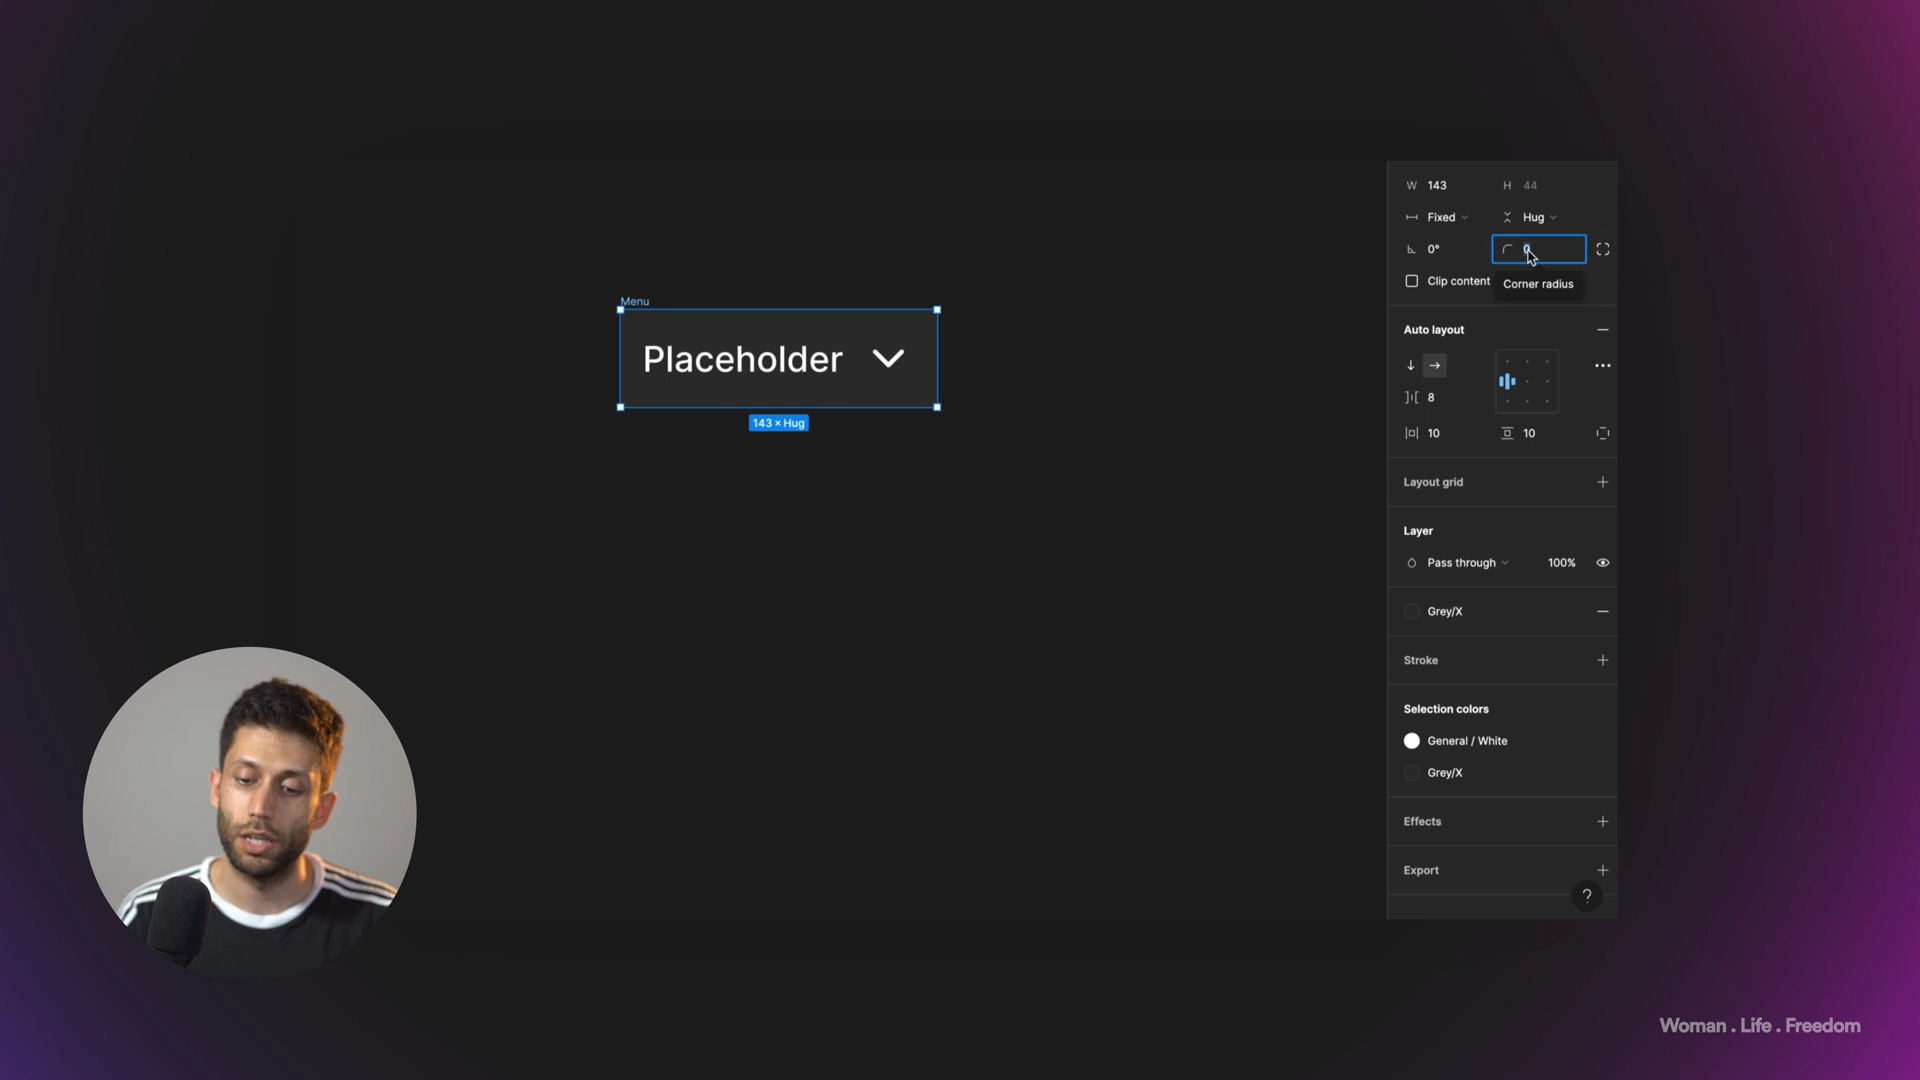 W 143 H 44
Fixed Hug
0° 0
Clip content
Corner radius
Menu
Placeholder
143 × Hug
Auto layout
8
10 10
Layout grid
Layer
Pass through 100%
Grey/X
Stroke
Selection colors
General / White
Grey/X
Effects
Export
?
Woman . Life . Freedom